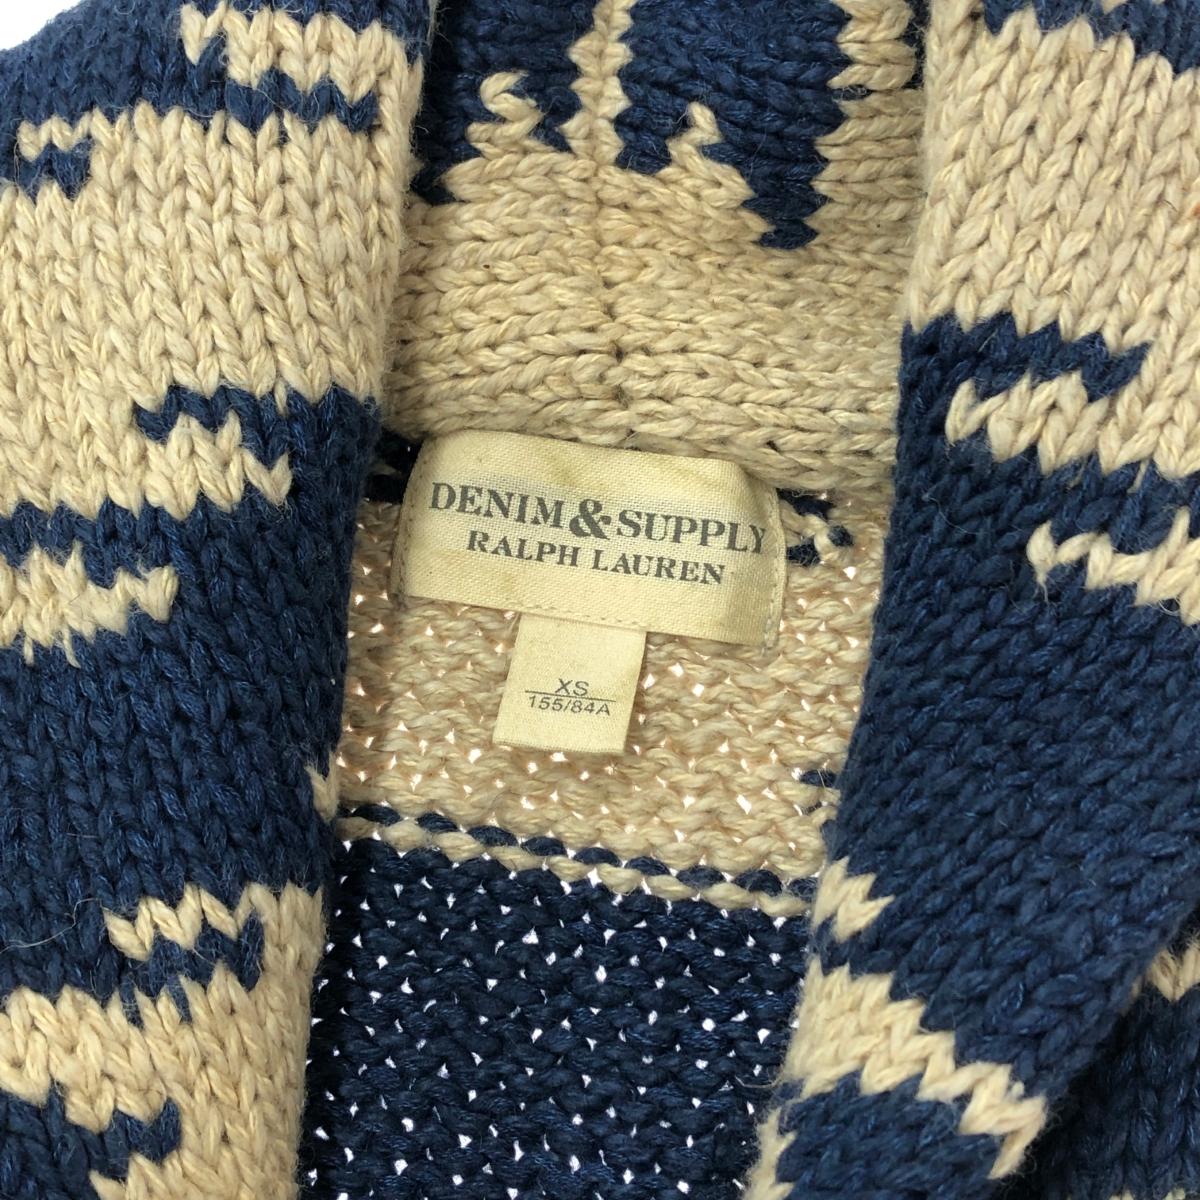 DENIM & SUPPLY
RALPH LAUREN
XS
155/84A